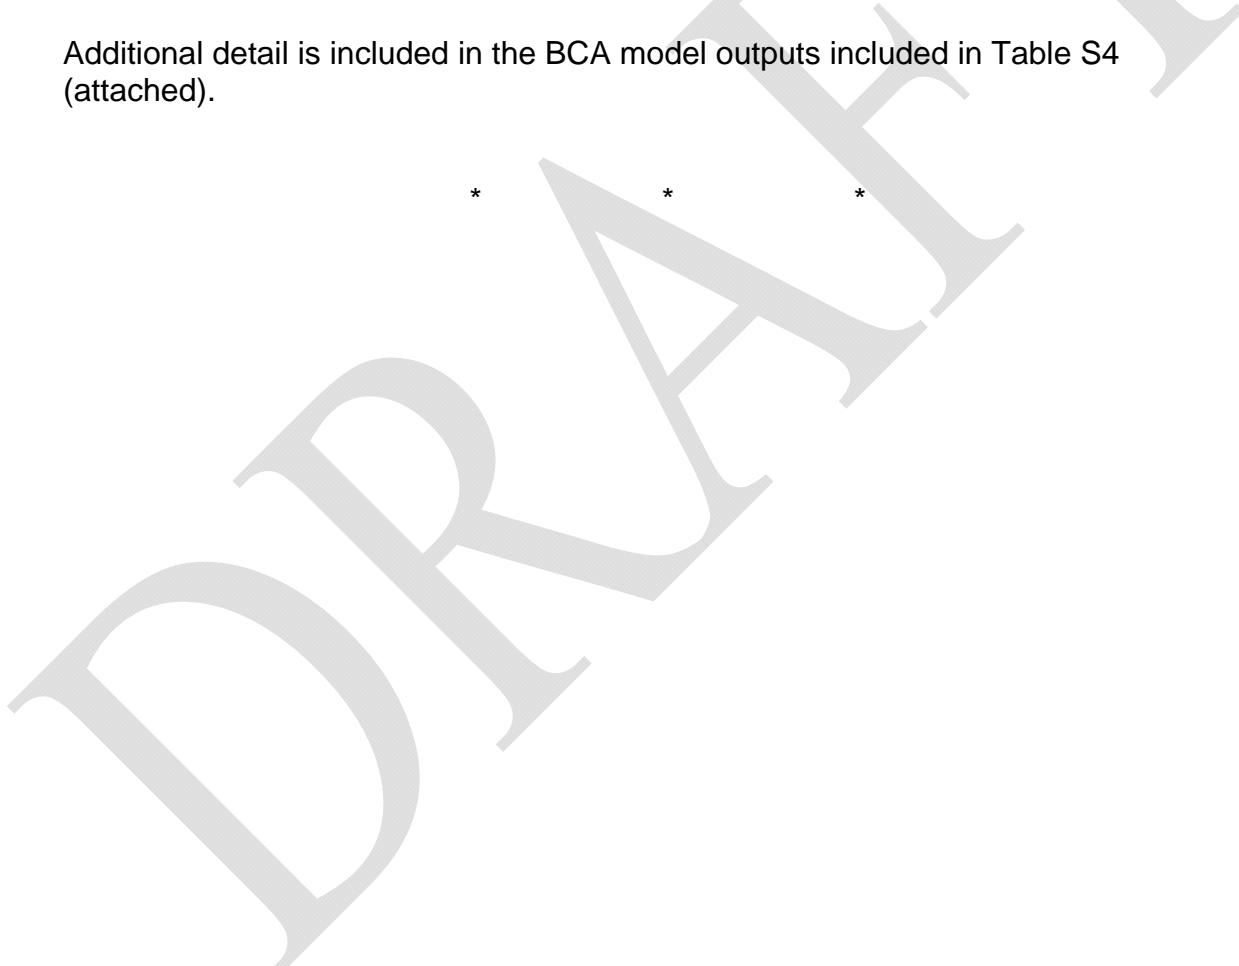 Additional detail is included in the BCA model outputs included in Table S4
(attached).
* * *
DRAFT